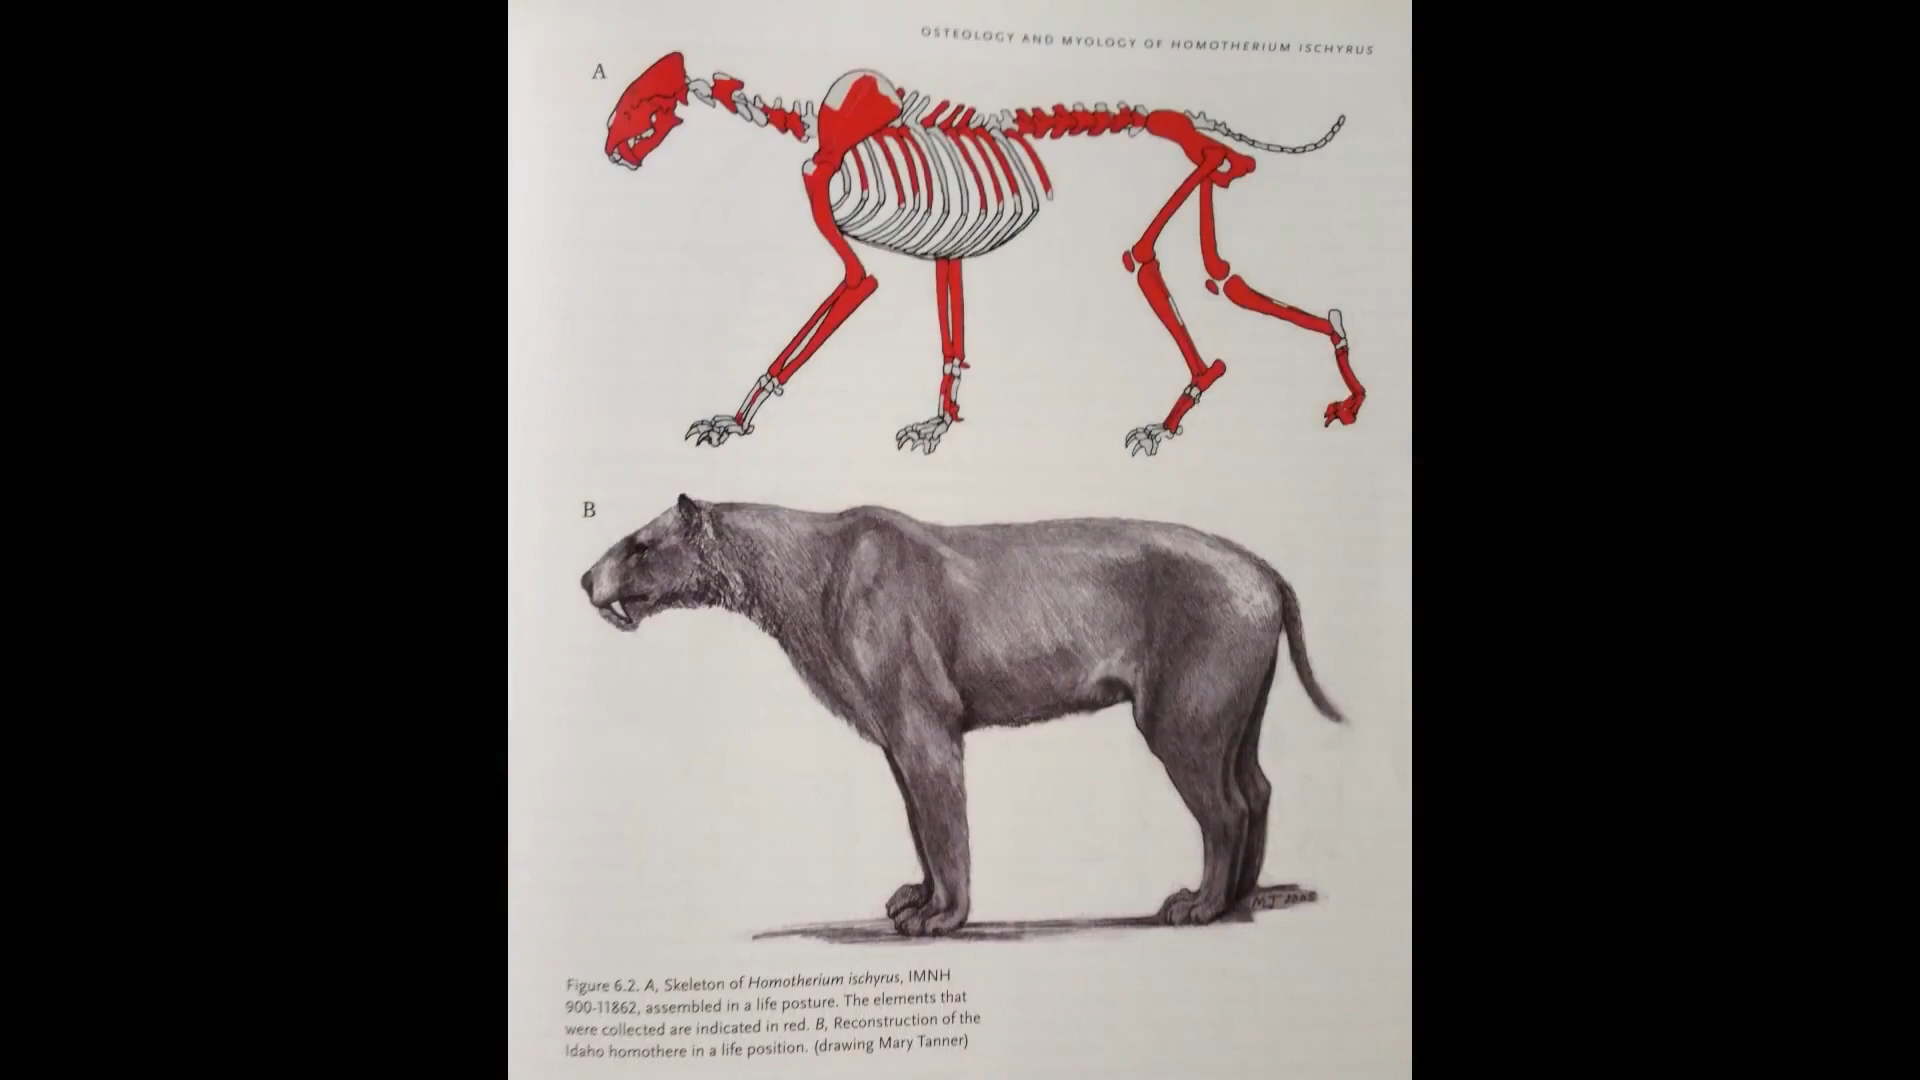 OSTEOLOGY AND MYOLOGY OF HOMOTHERIUM ISCHYRUS
A
B
Figure 6.2. A, Skeleton of Homotherium ischyrus, IMNH
900-11862, assembled in a life posture. The elements that
were collected are indicated in red. B, Reconstruction of the
Idaho homothere in a life position. (drawing Mary Tanner)